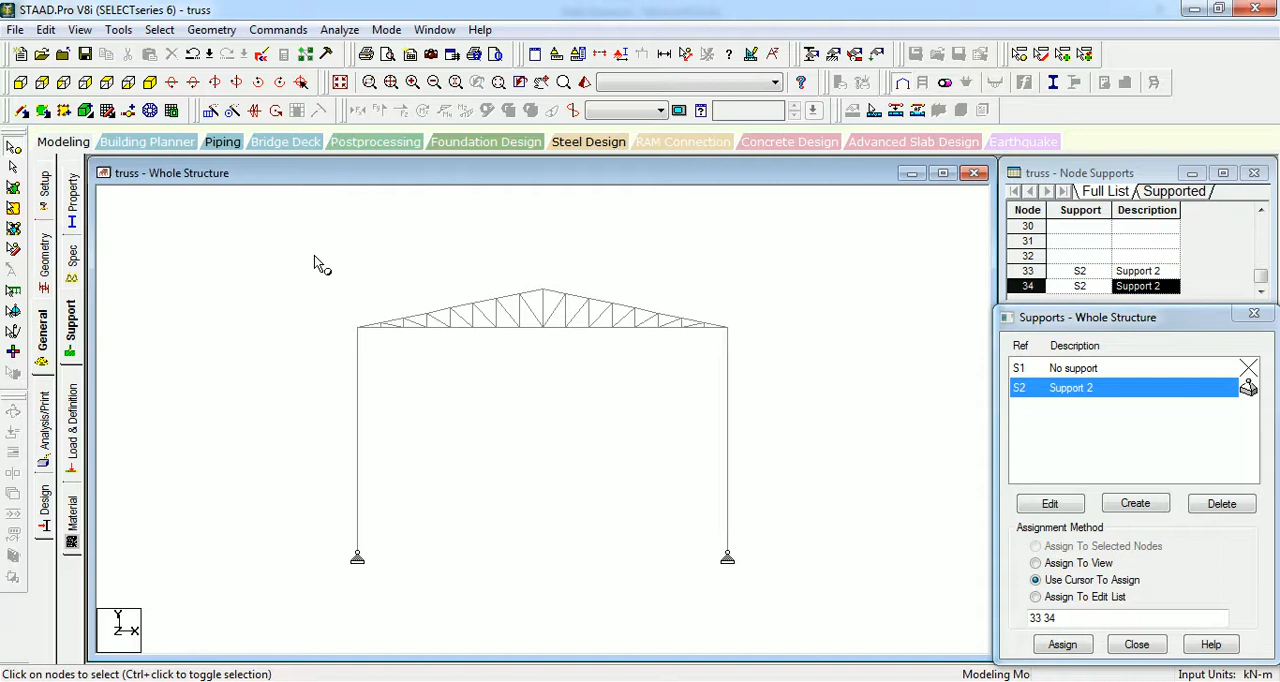 STAAD.Pro V8i (SELECTseries 6) - truss
File Edit View Tools Select Geometry Commands Analyze Mode Window Help
Modeling Building Planner Piping Bridge Deck Postprocessing Foundation Design Steel Design RAM Connection Concrete Design Advanced Slab Design Earthquake
Setup
Geometry
General
Analysis/Print
Design
Property
Spec
Support
Load & Definition
Material
truss - Whole Structure
Y
Z X
truss - Node Supports
Full List Supported
Node Support Description
30
31
32
33 S2 Support 2
34 S2 Support 2
Supports - Whole Structure
Ref Description
S1 No support
S2 Support 2
Edit Create Delete
Assignment Method
Assign To Selected Nodes
Assign To View
Use Cursor To Assign
Assign To Edit List
33 34
Assign Close Help
Click on nodes to select (Ctrl+click to toggle selection) Modeling Mo Input Units: kN-m